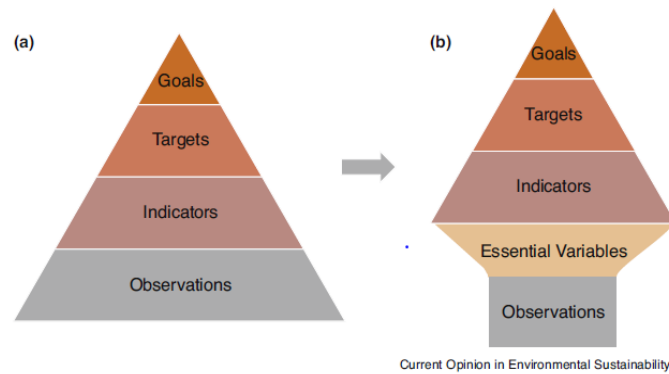 (a)
Goals
Targets
Indicators
Observations
(b)
Goals
Targets
Indicators
Essential Variables
Observations
Current Opinion in Environmental Sustainability